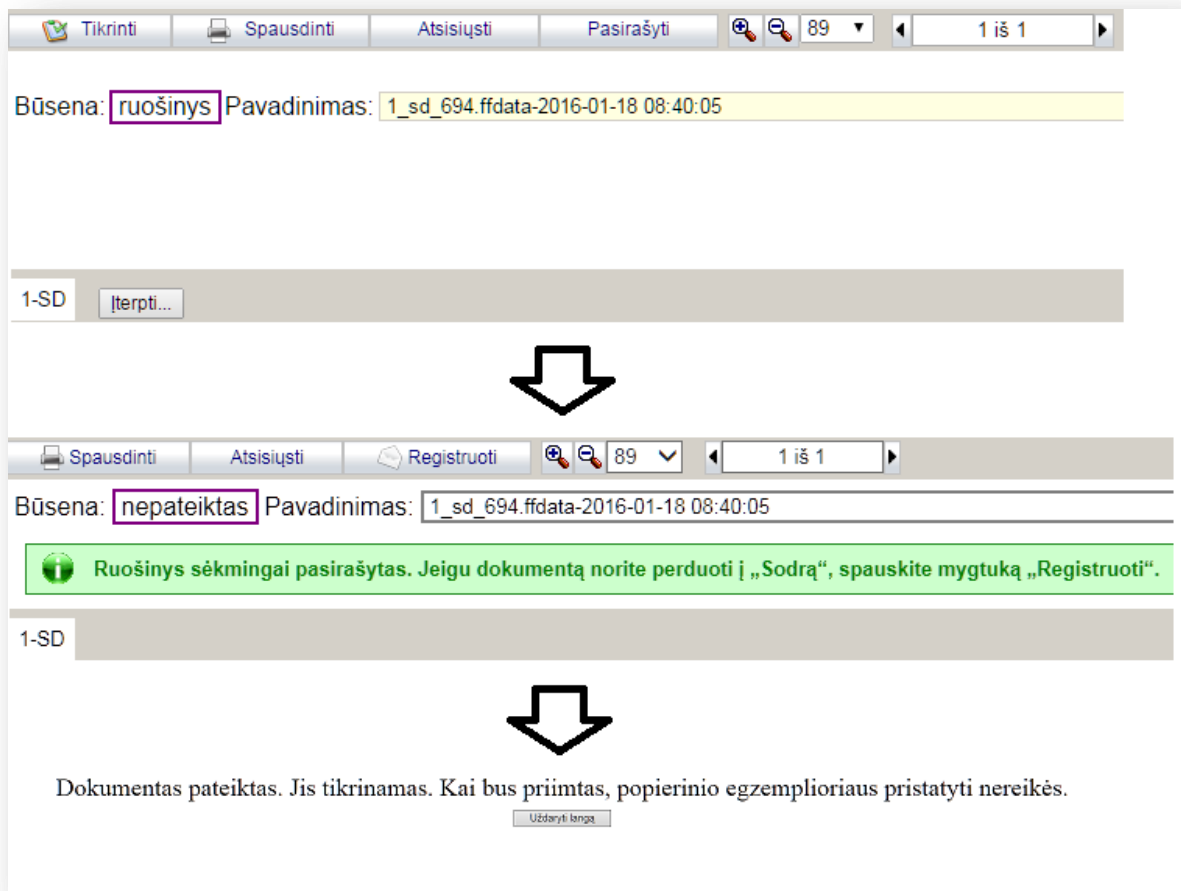 Tikrinti Spausdinti Atsisiųsti Pasirašyti 89 1 iš 1
Būsena: ruošinys Pavadinimas: 1_sd_694.ffdata-2016-01-18 08:40:05
1-SD Įterpti...
Spausdinti Atsisiųsti Registruoti 89 1 iš 1
Būsena: nepateiktas Pavadinimas: 1_sd_694.ffdata-2016-01-18 08:40:05
Ruošinys sėkmingai pasirašytas. Jeigu dokumentą norite perduoti į „Sodrą“, spauskite mygtuką „Registruoti“.
1-SD
Dokumentas pateiktas. Jis tikrinamas. Kai bus priimtas, popierinio egzemplioriaus pristatyti nereikės.
Uždaryti langą